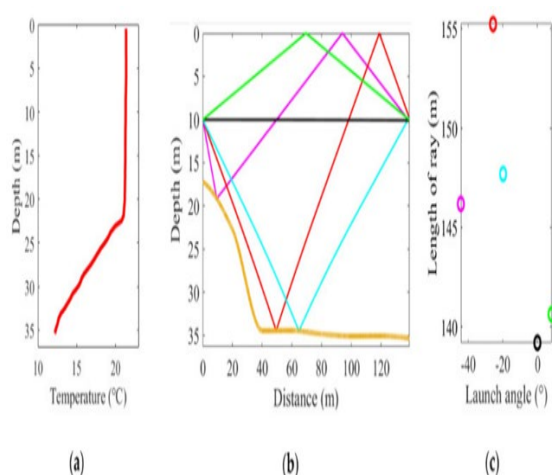 0
5
10
15
20
25
30
35
Depth (m)
10 15 20
Temperature (°C)
(a)
0
5
10
15
20
25
30
35
Depth (m)
0 20 40 60 80 100 120
Distance (m)
(b)
155
150
145
140
Length of ray (m)
-40 -20 0
Launch angle (°)
(c)